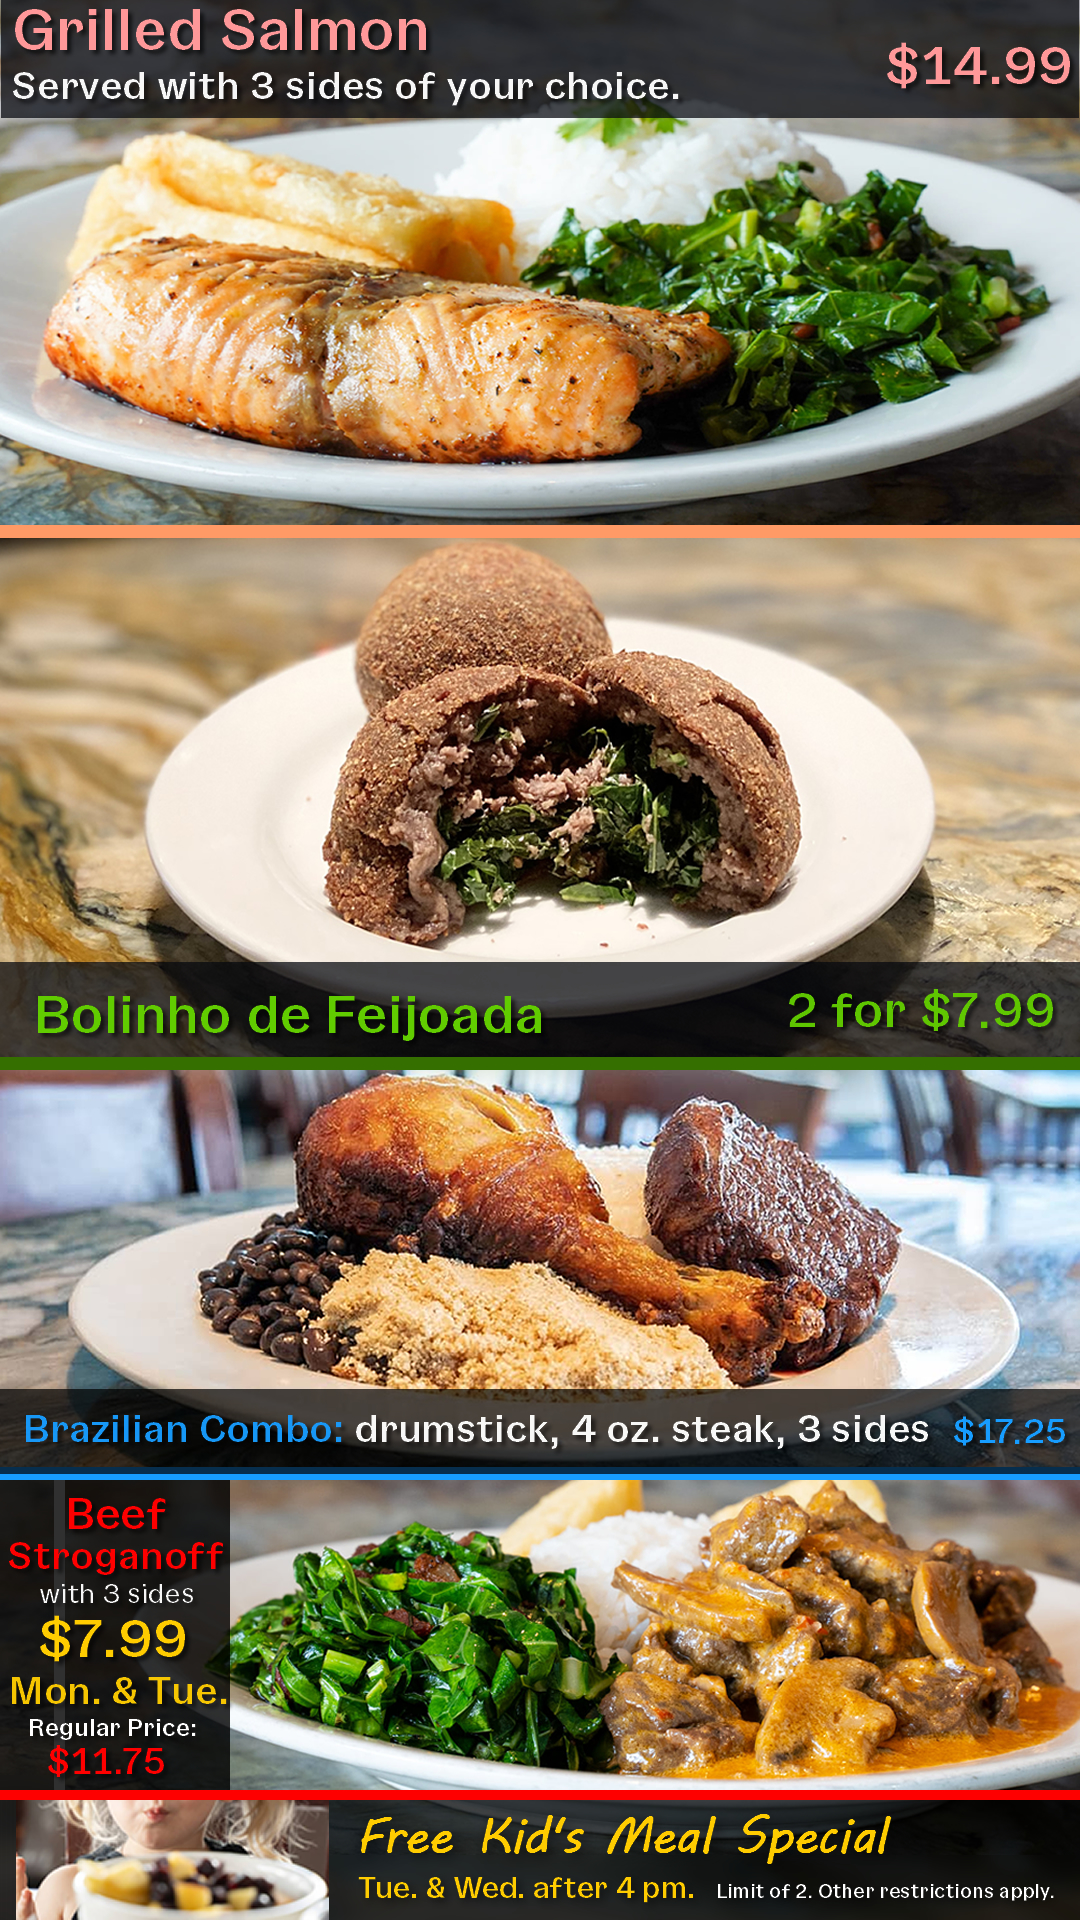 Grilled Salmon
Served with 3 sides of your choice.
$14.99
Bolinho de Feijoada
2 for $7.99
Brazilian Combo: drumstick, 4 oz. steak, 3 sides $17.25
Beef
Stroganoff
with 3 sides
$7.99
Mon. & Tue.
Regular Price:
$11.75
Free Kid's Meal Special
Tue. & Wed. after 4 pm. Limit of 2. Other restrictions apply.